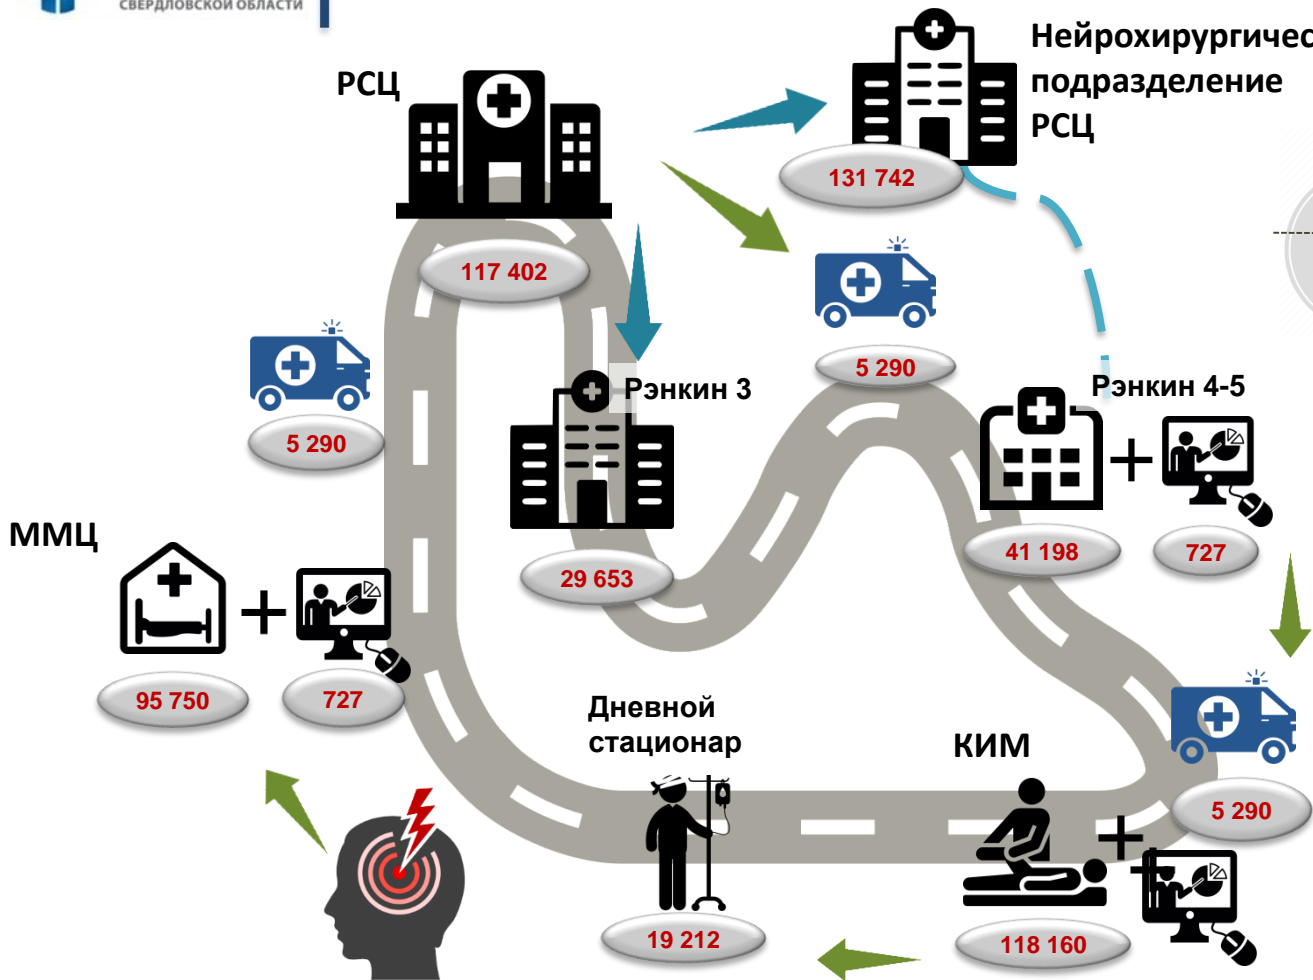 СВЕРДЛОВСКОЙ ОБЛАСТИ
РСЦ
Нейрохирургичес
подразделение
РСЦ
131 742
117 402
5 290
5 290
Рэнкин 3
Рэнкин 4-5
29 653
41 198
727
ММЦ
95 750
727
Дневной
стационар
КИМ
5 290
19 212
118 160